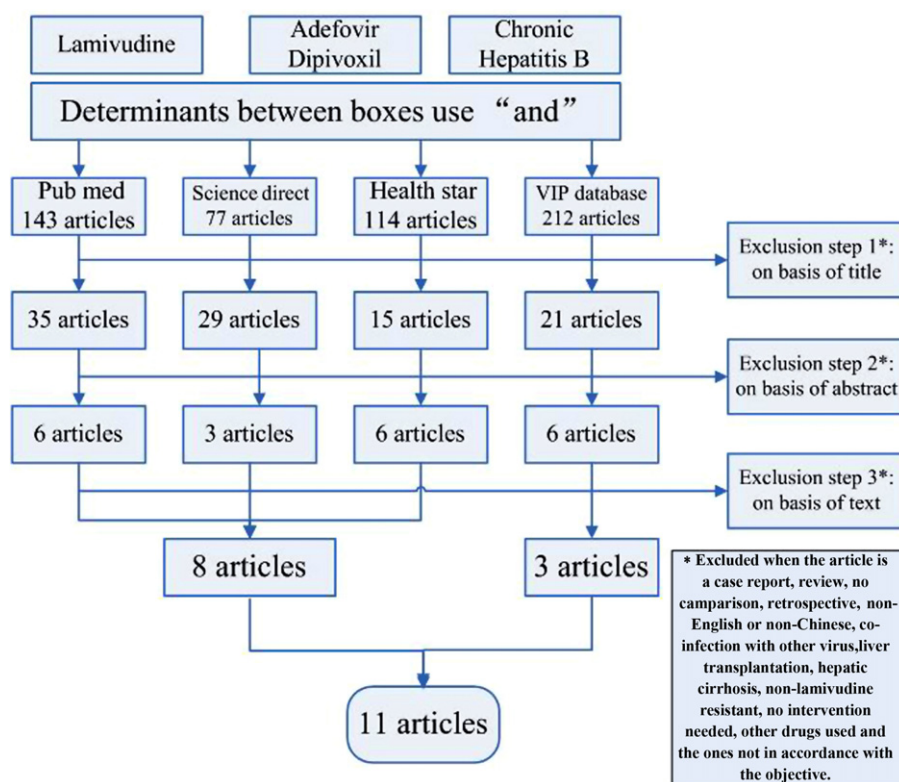 Lamivudine
Adefovir
Dipivoxil
Chronic
Hepatitis B
Determinants between boxes use “and”
Pub med
143 articles
Science direct
77 articles
Health star
114 articles
VIP database
212 articles
Exclusion step 1*:
on basis of title
35 articles
29 articles
15 articles
21 articles
Exclusion step 2*:
on basis of abstract
6 articles
3 articles
6 articles
6 articles
Exclusion step 3*:
on basis of text
8 articles
3 articles
11 articles
* Excluded when the article is
a case report, review, no
camparison, retrospective, non-
English or non-Chinese, co-
infection with other virus,liver
transplantation, hepatic
cirrhosis, non-lamivudine
resistant, no intervention
needed, other drugs used and
the ones not in accordance with
the objective.